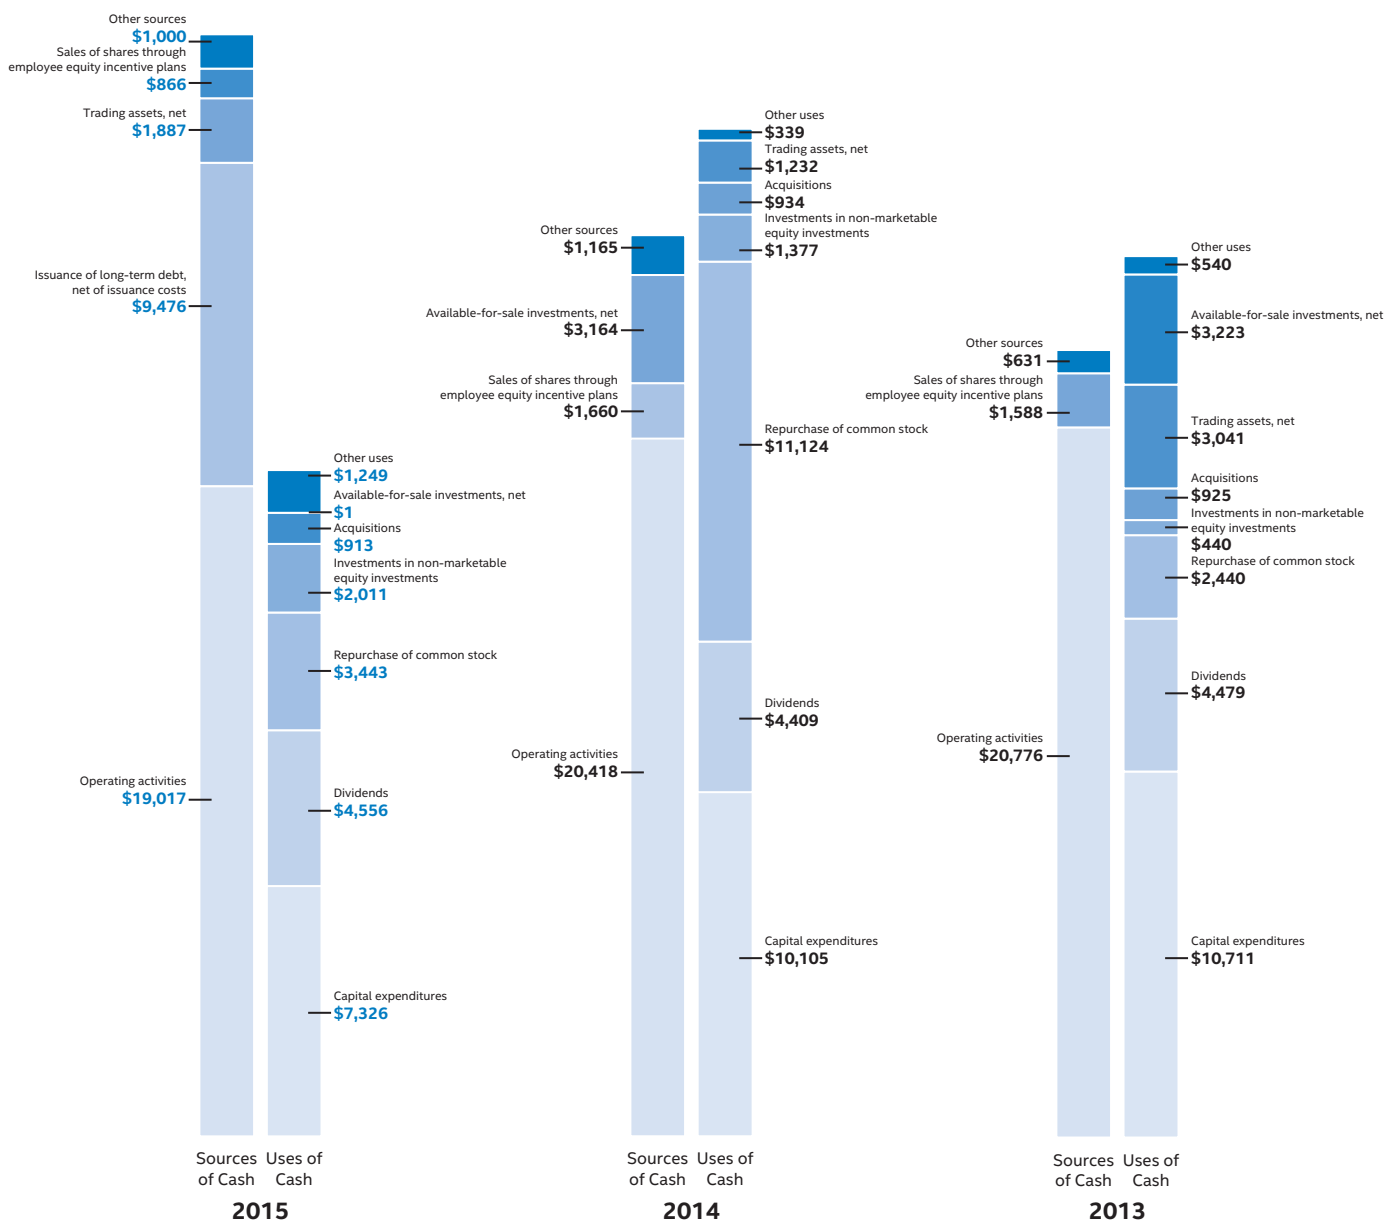 Other sources
$1,000
Sales of shares through
employee equity incentive plans
$866
Trading assets, net
$1,887
Issuance of long-term debt,
net of issuance costs
$9,476
Operating activities
$19,017
Other uses
$1,249
Available-for-sale investments, net
$1
Acquisitions
$913
Investments in non-marketable
equity investments
$2,011
Repurchase of common stock
$3,443
Dividends
$4,556
Capital expenditures
$7,326
Sources
of Cash
Uses of
Cash
2015
Other sources
$1,165
Available-for-sale investments, net
$3,164
Sales of shares through
employee equity incentive plans
$1,660
Operating activities
$20,418
Other uses
$339
Trading assets, net
$1,232
Acquisitions
$934
Investments in non-marketable
equity investments
$1,377
Repurchase of common stock
$11,124
Dividends
$4,409
Capital expenditures
$10,105
Sources
of Cash
Uses of
Cash
2014
Other sources
$631
Sales of shares through
employee equity incentive plans
$1,588
Operating activities
$20,776
Other uses
$540
Available-for-sale investments, net
$3,223
Trading assets, net
$3,041
Acquisitions
$925
Investments in non-marketable
equity investments
$440
Repurchase of common stock
$2,440
Dividends
$4,479
Capital expenditures
$10,711
Sources
of Cash
Uses of
Cash
2013